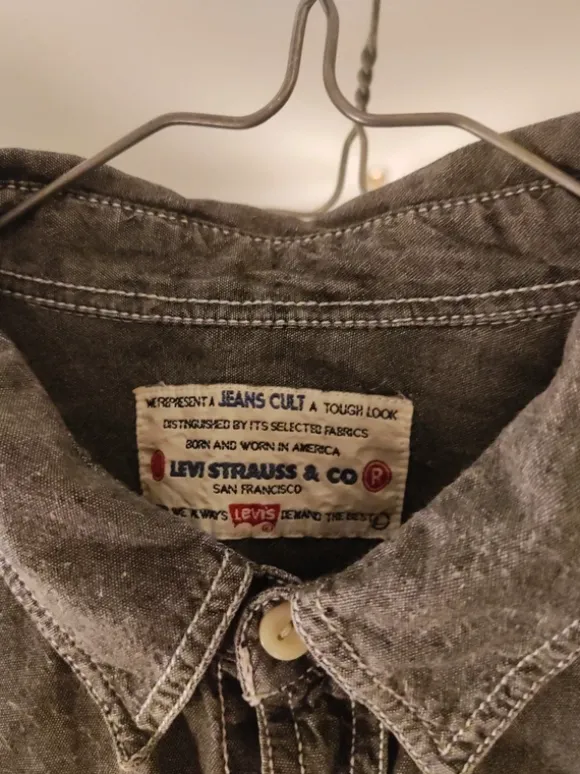 WE REPRESENT A JEANS CULT A TOUGH LOOK
DISTINGUISHED BY ITS SELECTED FABRICS
BORN AND WORN IN AMERICA
LEVI STRAUSS & CO ®
SAN FRANCISCO
WE ALWAYS LEVI'S ® DEMAND THE BEST L